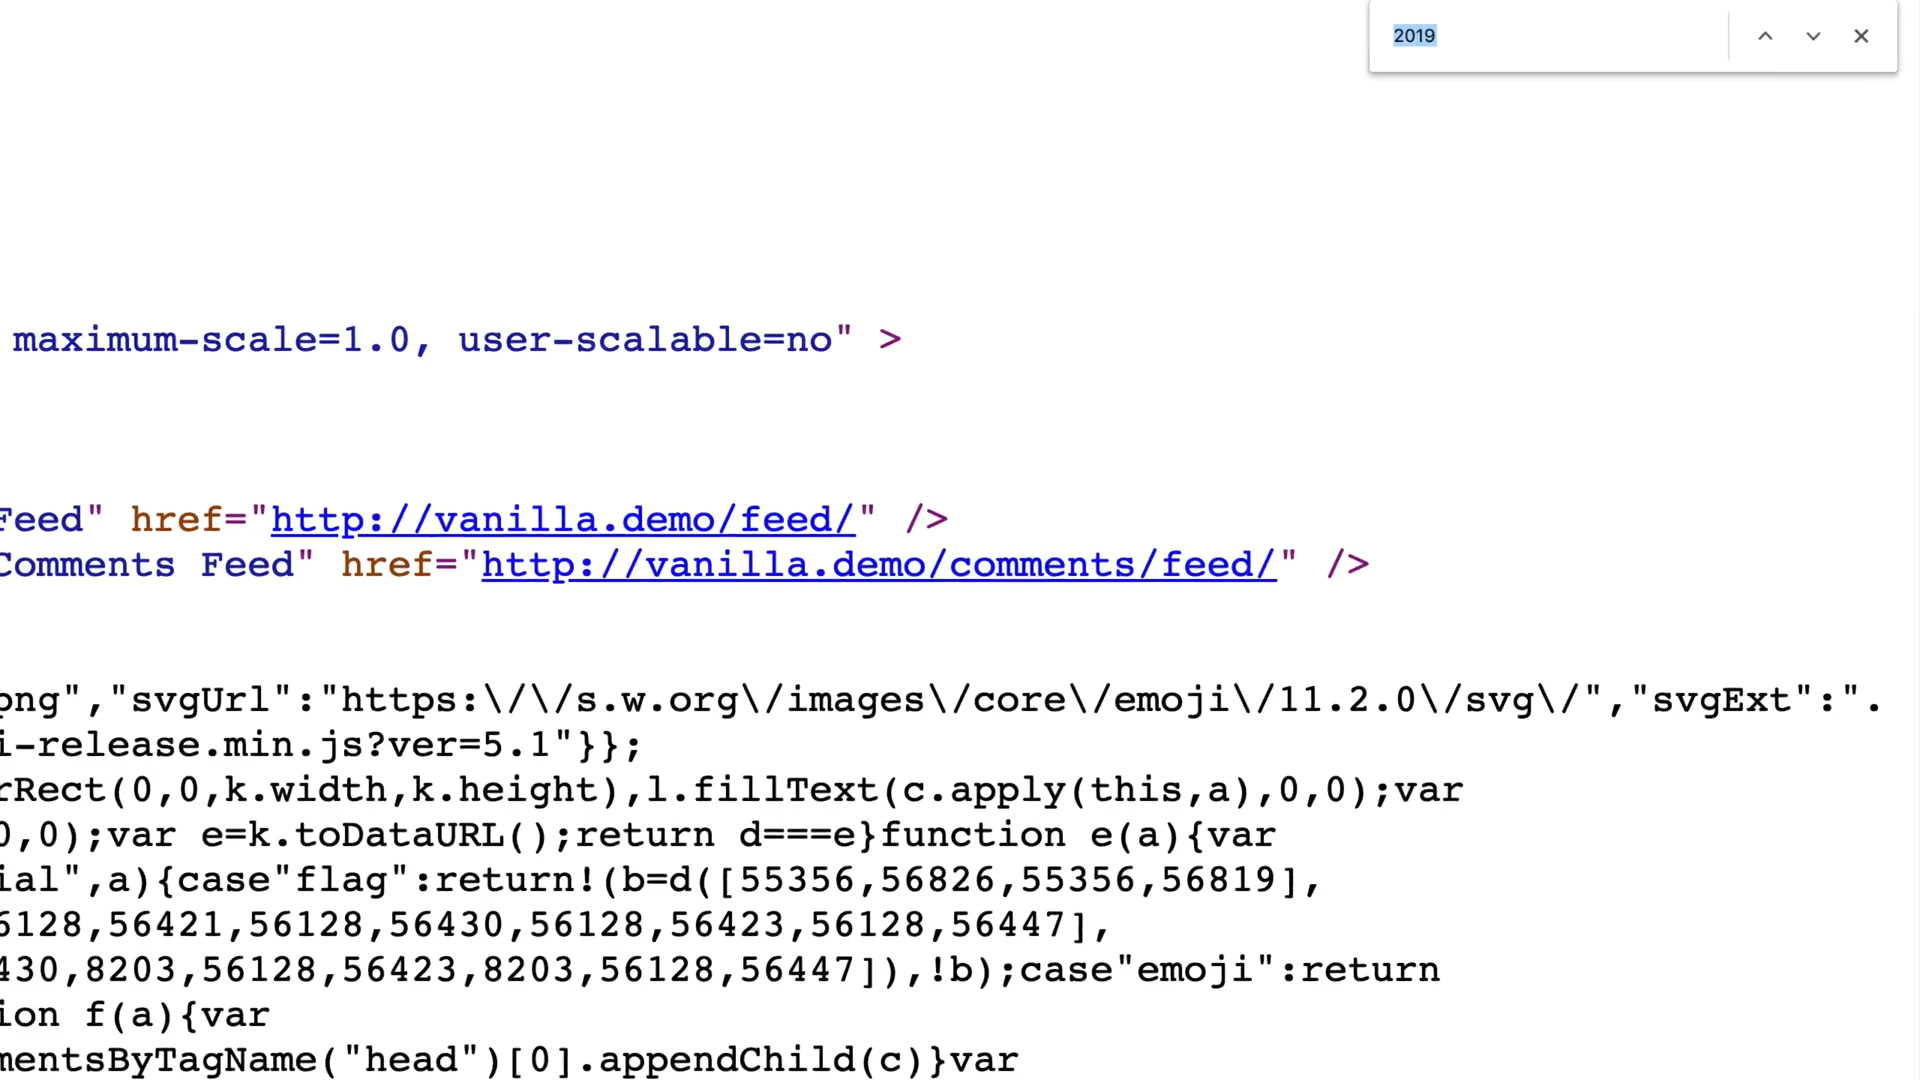 2019
maximum-scale=1.0, user-scalable=no" >
Feed" href="http://vanilla.demo/feed/" />
Comments Feed" href="http://vanilla.demo/comments/feed/" />
png","svgUrl":"https:\/\/s.w.org\/images\/core\/emoji\/11.2.0\/svg\/","svgExt":".
i-release.min.js?ver=5.1"}};
rRect(0,0,k.width,k.height),l.fillText(c.apply(this,a),0,0);var
0,0);var e=k.toDataURL();return d===e}function e(a){var
ial",a){case"flag":return!(b=d([55356,56826,55356,56819],
6128,56421,56128,56430,56128,56423,56128,56447],
430,8203,56128,56423,8203,56128,56447]),!b);case"emoji":return
ion f(a){var
mentsByTagName("head")[0].appendChild(c)}var